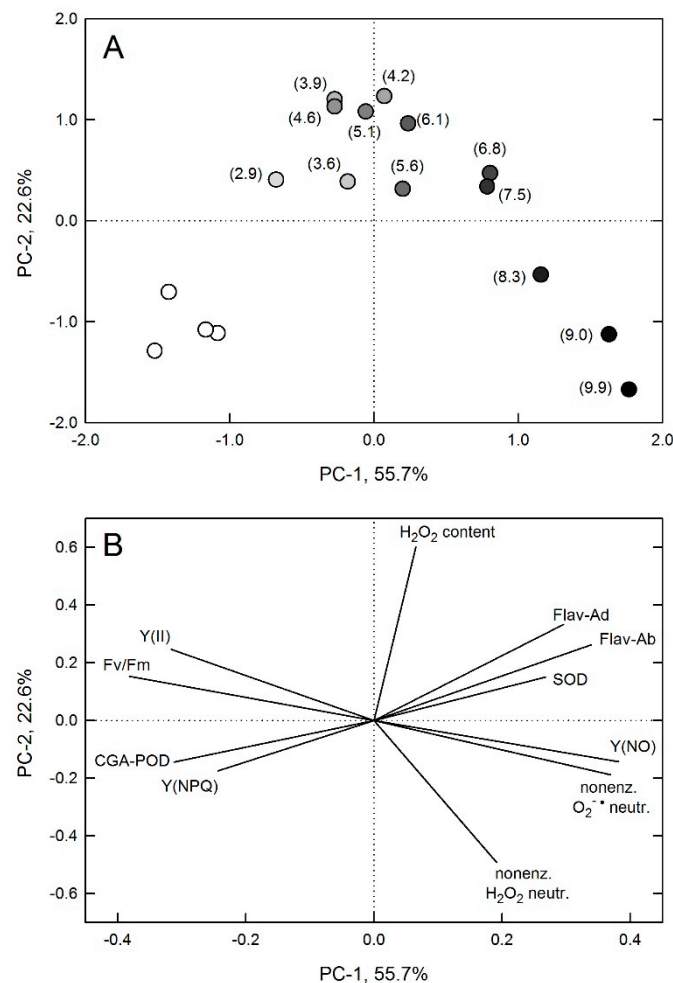 A
2.0
1.0
0.0
-1.0
-2.0
PC-2, 22.6%
(3.9)
(4.2)
(4.6)
(5.1)
(6.1)
(2.9)
(3.6)
(5.6)
(6.8)
(7.5)
(8.3)
(9.0)
(9.9)
-2.0 -1.0 0.0 1.0 2.0
PC-1, 55.7%
B
0.6
0.4
0.2
0.0
-0.2
-0.4
-0.6
PC-2, 22.6%
H₂O₂ content
Flav-Ad
Y(II)
Flav-Ab
Fv/Fm
SOD
CGA-POD
Y(NO)
Y(NPQ)
nonenz.
O₂⁻• neutr.
nonenz.
H₂O₂ neutr.
-0.4 -0.2 0.0 0.2 0.4
PC-1, 55.7%